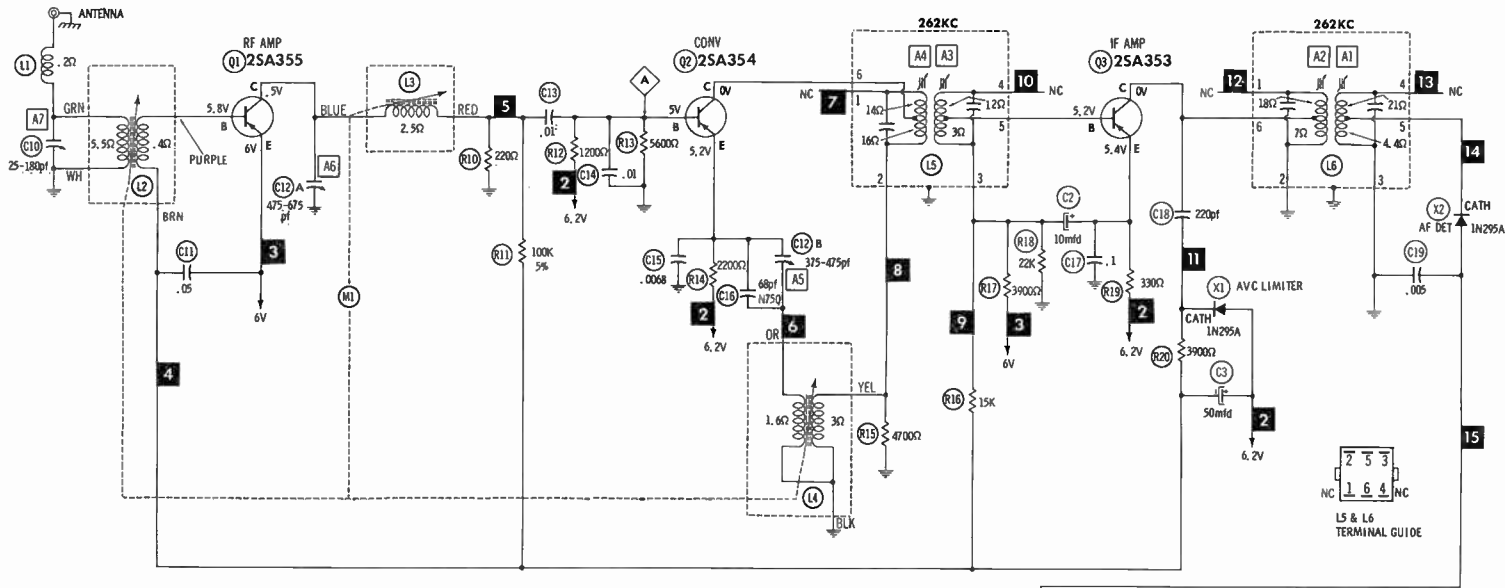 ANTENNA
L1
.2Ω
A7
GRN
C10
25-180pf.
WH
5.5Ω
.4Ω
L2
PURPLE
BRN
C11
.05
4
RF AMP
Q1 2SA355
C
.5V
5.8V
B
6V
E
3
6V
C12 A
475-675
pf
A6
M1
BLUE
L3
2.5Ω
RED
5
R10
220Ω
R11
100K
5%
C13
.01
R12
1200Ω
2
6.2V
C14
.01
A
R13
5600Ω
CONV
Q2 2SA354
C
0V
5V
B
5.2V
E
C15
.0068
R14
2200Ω
2
6.2V
C16
68pf
N750
C12 B
375-475pf
A5
6
OR
1.6Ω
3Ω
L4
BLK
YEL
R15
4700Ω
8
262KC
A4
A3
6
NC
7
1
14Ω
16Ω
2
4
10
NC
12Ω
3Ω
5
L5
3
9
R16
15K
R17
3900Ω
3
6V
R18
22K
C2
10mfd
C17
.1
R19
330Ω
2
6.2V
IF AMP
Q3 2SA353
C
0V
5.2V
B
5.4V
E
262KC
A2
A1
12
NC
1
18Ω
6
7Ω
2
4
13
NC
21Ω
5
4.4Ω
L6
3
14
C18
220pf
11
X1
AVC LIMITER
CATH
1N295A
R20
3900Ω
C3
50mfd
2
6.2V
X2
AF DET
CATH
1N295A
C19
.005
15
2 5 3
NC 1 6 4 NC
L5 & L6
TERMINAL GUIDE